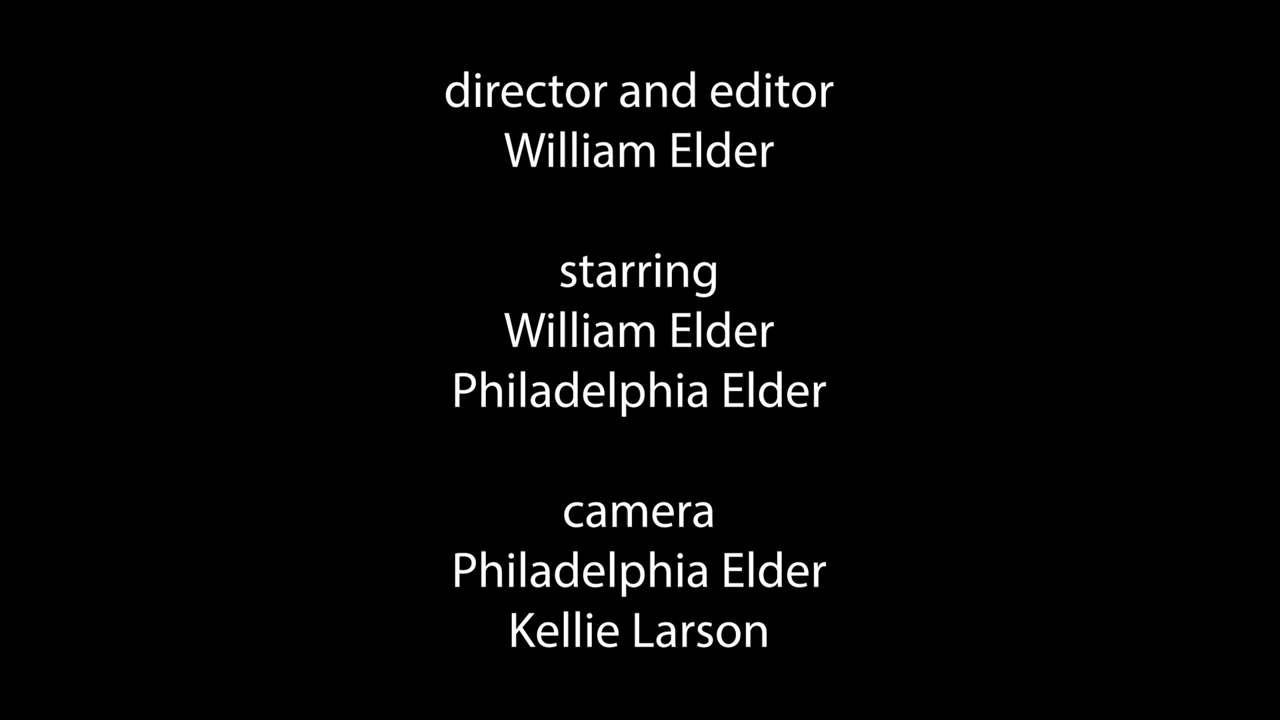 director and editor
William Elder
starring
William Elder
Philadelphia Elder
camera
Philadelphia Elder
Kellie Larson